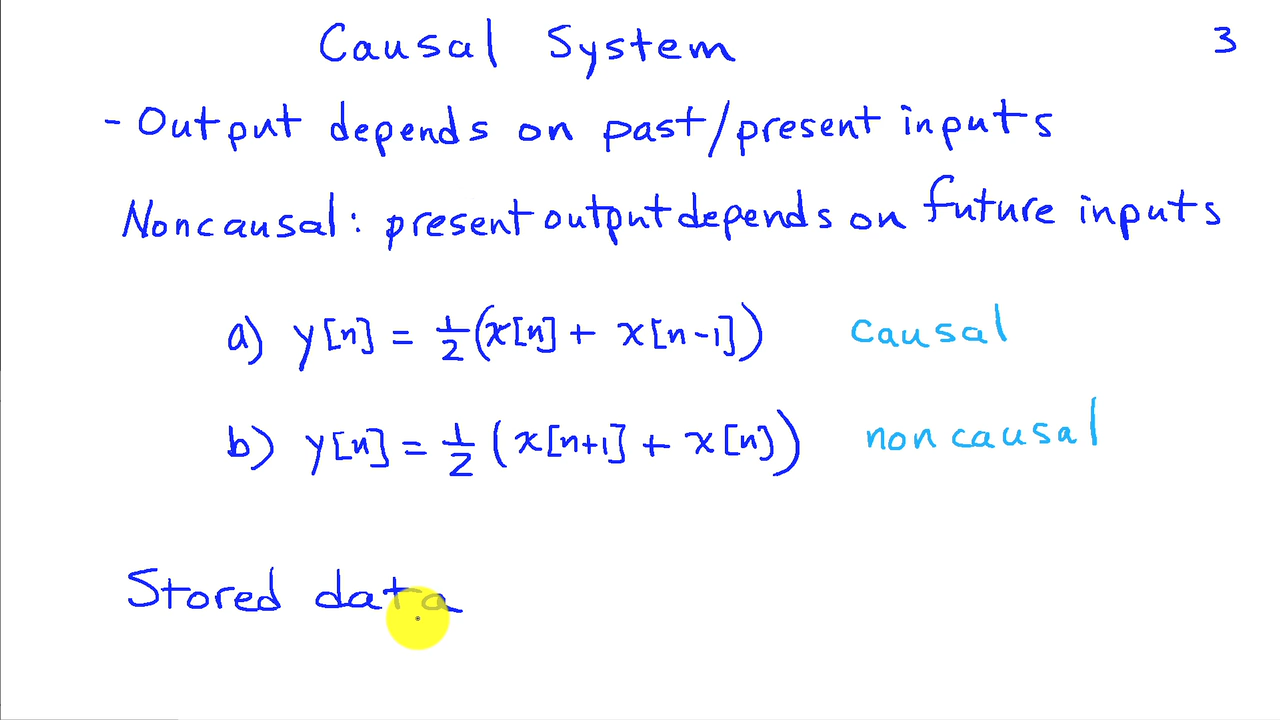 Causal System 3
- Output depends on past/present inputs
Noncausal: present output depends on future inputs
a) y[n] = 1/2 (x[n] + x[n-1]) causal
b) y[n] = 1/2 (x[n+1] + x[n]) noncausal
Stored data